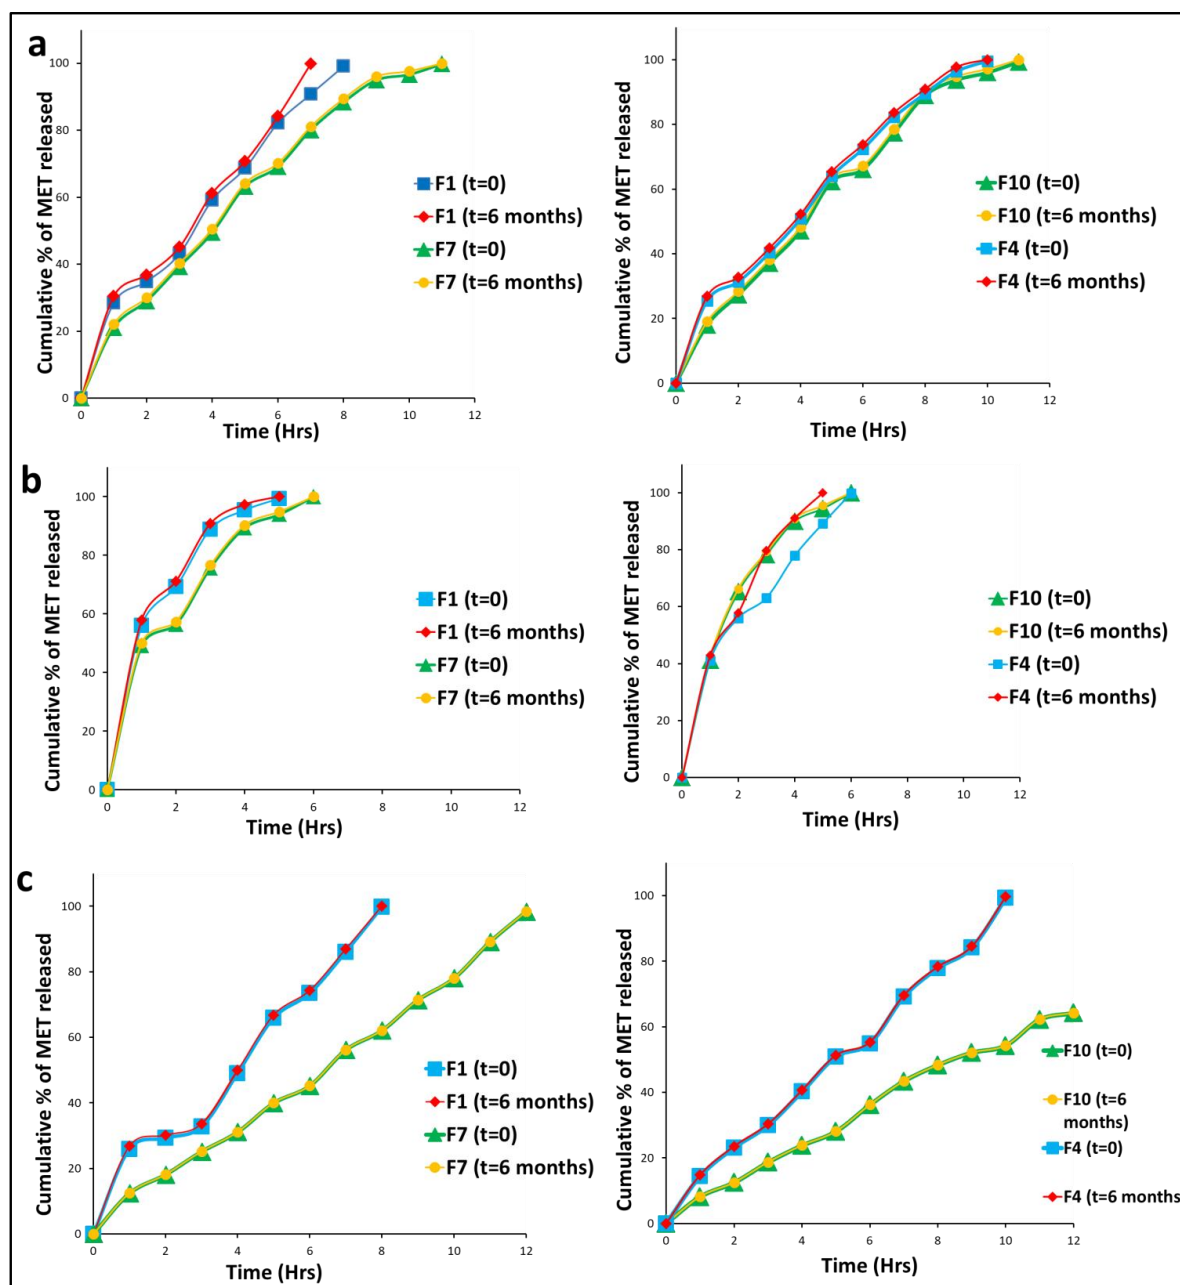 a
Cumulative % of MET released
100
80
60
40
20
0
0 2 4 6 8 10 12
Time (Hrs)
F1 (t=0)
F1 (t=6 months)
F7 (t=0)
F7 (t=6 months)
Cumulative % of MET released
100
80
60
40
20
0
0 2 4 6 8 10 12
Time (Hrs)
F10 (t=0)
F10 (t=6 months)
F4 (t=0)
F4 (t=6 months)
b
Cumulative % of MET released
100
80
60
40
20
0
0 2 4 6 8 10 12
Time (Hrs)
F1 (t=0)
F1 (t=6 months)
F7 (t=0)
F7 (t=6 months)
Cumulative % of MET released
100
80
60
40
20
0
0 2 4 6 8 10 12
Time (Hrs)
F10 (t=0)
F10 (t=6 months)
F4 (t=0)
F4 (t=6 months)
c
Cumulative % of MET released
100
80
60
40
20
0
0 2 4 6 8 10 12
Time (Hrs)
F1 (t=0)
F1 (t=6 months)
F7 (t=0)
F7 (t=6 months)
Cumulative % of MET released
100
80
60
40
20
0
0 2 4 6 8 10 12
Time (Hrs)
F10 (t=0)
F10 (t=6
months)
F4 (t=0)
F4 (t=6 months